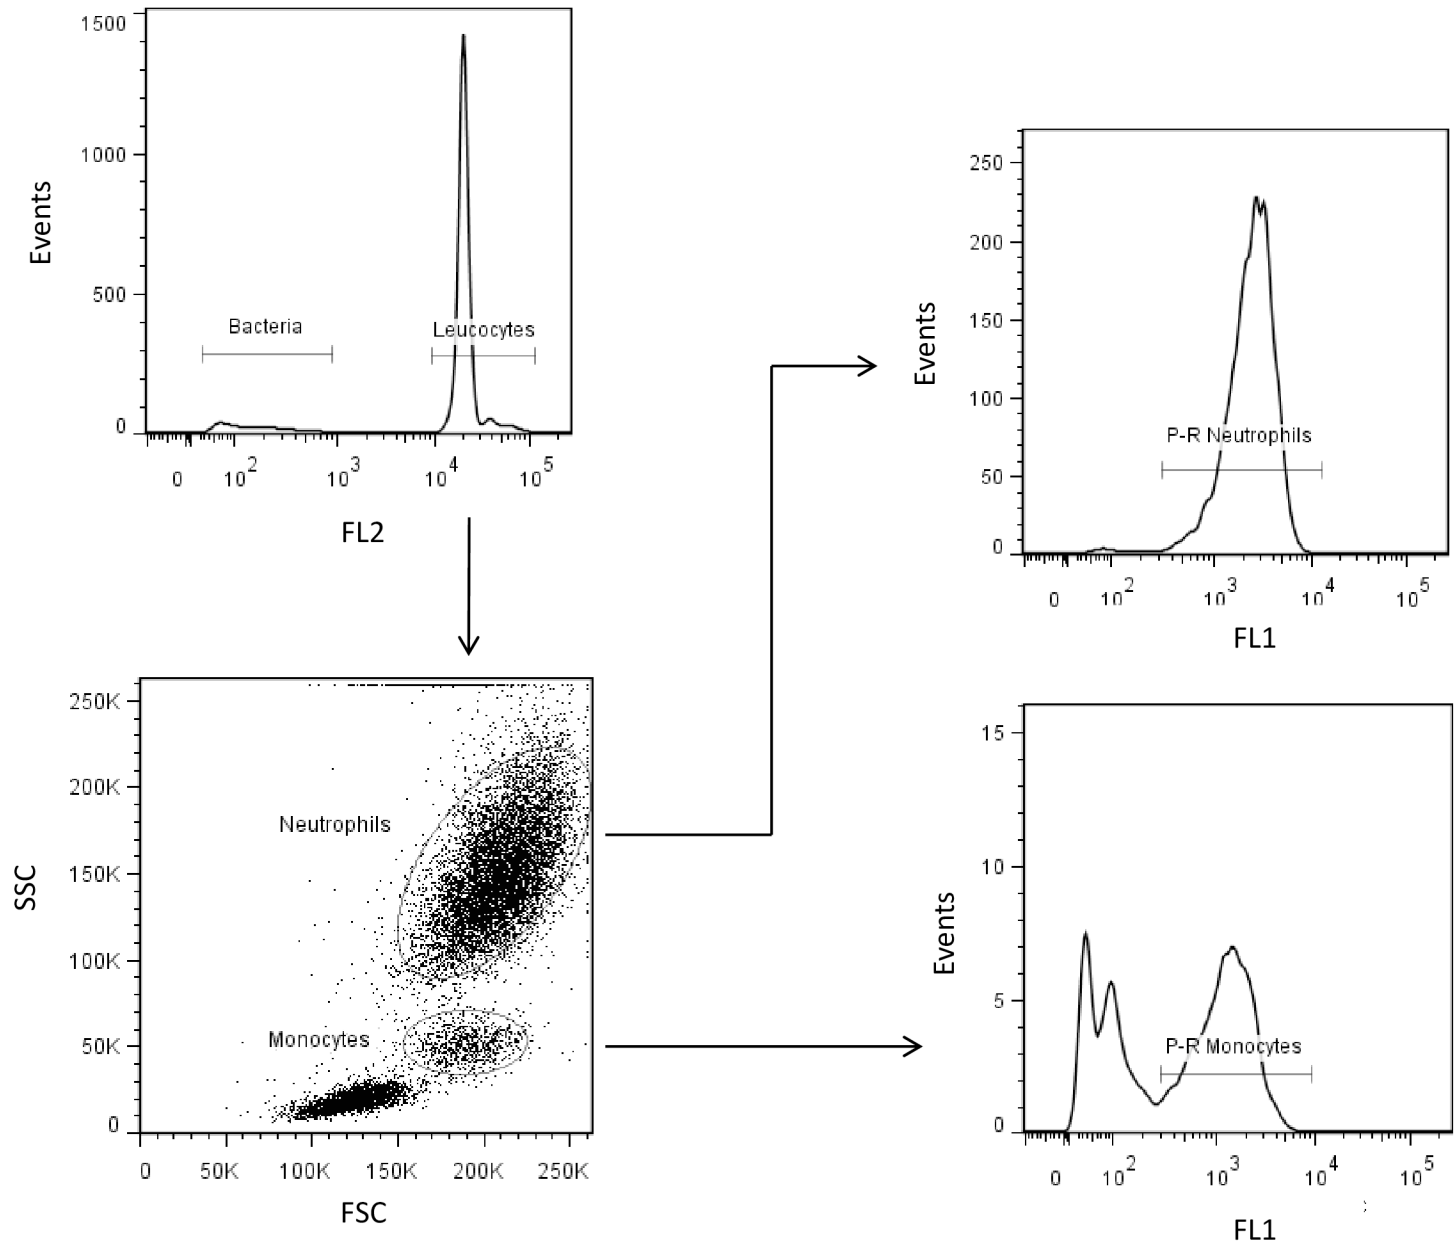 1500
1000
500
0
Events
Bacteria
Leucocytes
0 10^2 10^3 10^4 10^5
FL2
250
200
150
100
50
0
Events
P-R Neutrophils
0 10^2 10^3 10^4 10^5
FL1
250K
200K
150K
100K
50K
0
SSC
Neutrophils
Monocytes
0 50K 100K 150K 200K 250K
FSC
15
10
5
0
Events
P-R Monocytes
0 10^2 10^3 10^4 10^5
FL1